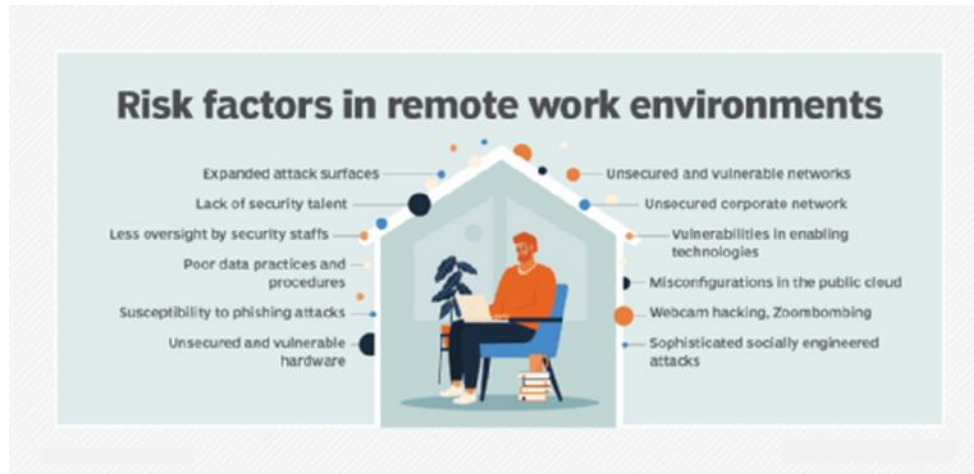 Risk factors in remote work environments
Expanded attack surfaces
Lack of security talent
Less oversight by security staffs
Poor data practices and
procedures
Susceptibility to phishing attacks
Unsecured and vulnerable
hardware
Unsecured and vulnerable networks
Unsecured corporate network
Vulnerabilities in enabling
technologies
Misconfigurations in the public cloud
Webcam hacking, Zoombombing
Sophisticated socially engineered
attacks